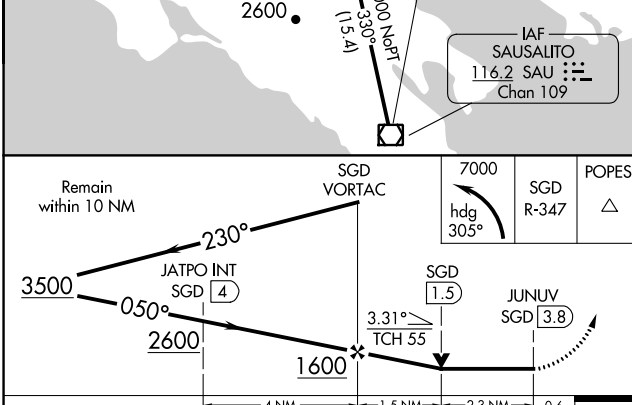 2600
000 NoPT
330°
(15.4)
IAF
SAUSALITO
116.2 SAU
Chan 109
Remain
within 10 NM
SGD
VORTAC
7000
hdg
305°
SGD
R-347
POPES
230°
3500
JATPO INT
SGD 4
050°
2600
3.31°
TCH 55
1600
SGD
1.5
JUNUV
SGD 3.8
4 NM
1.5 NM
2.3 NM
0.6